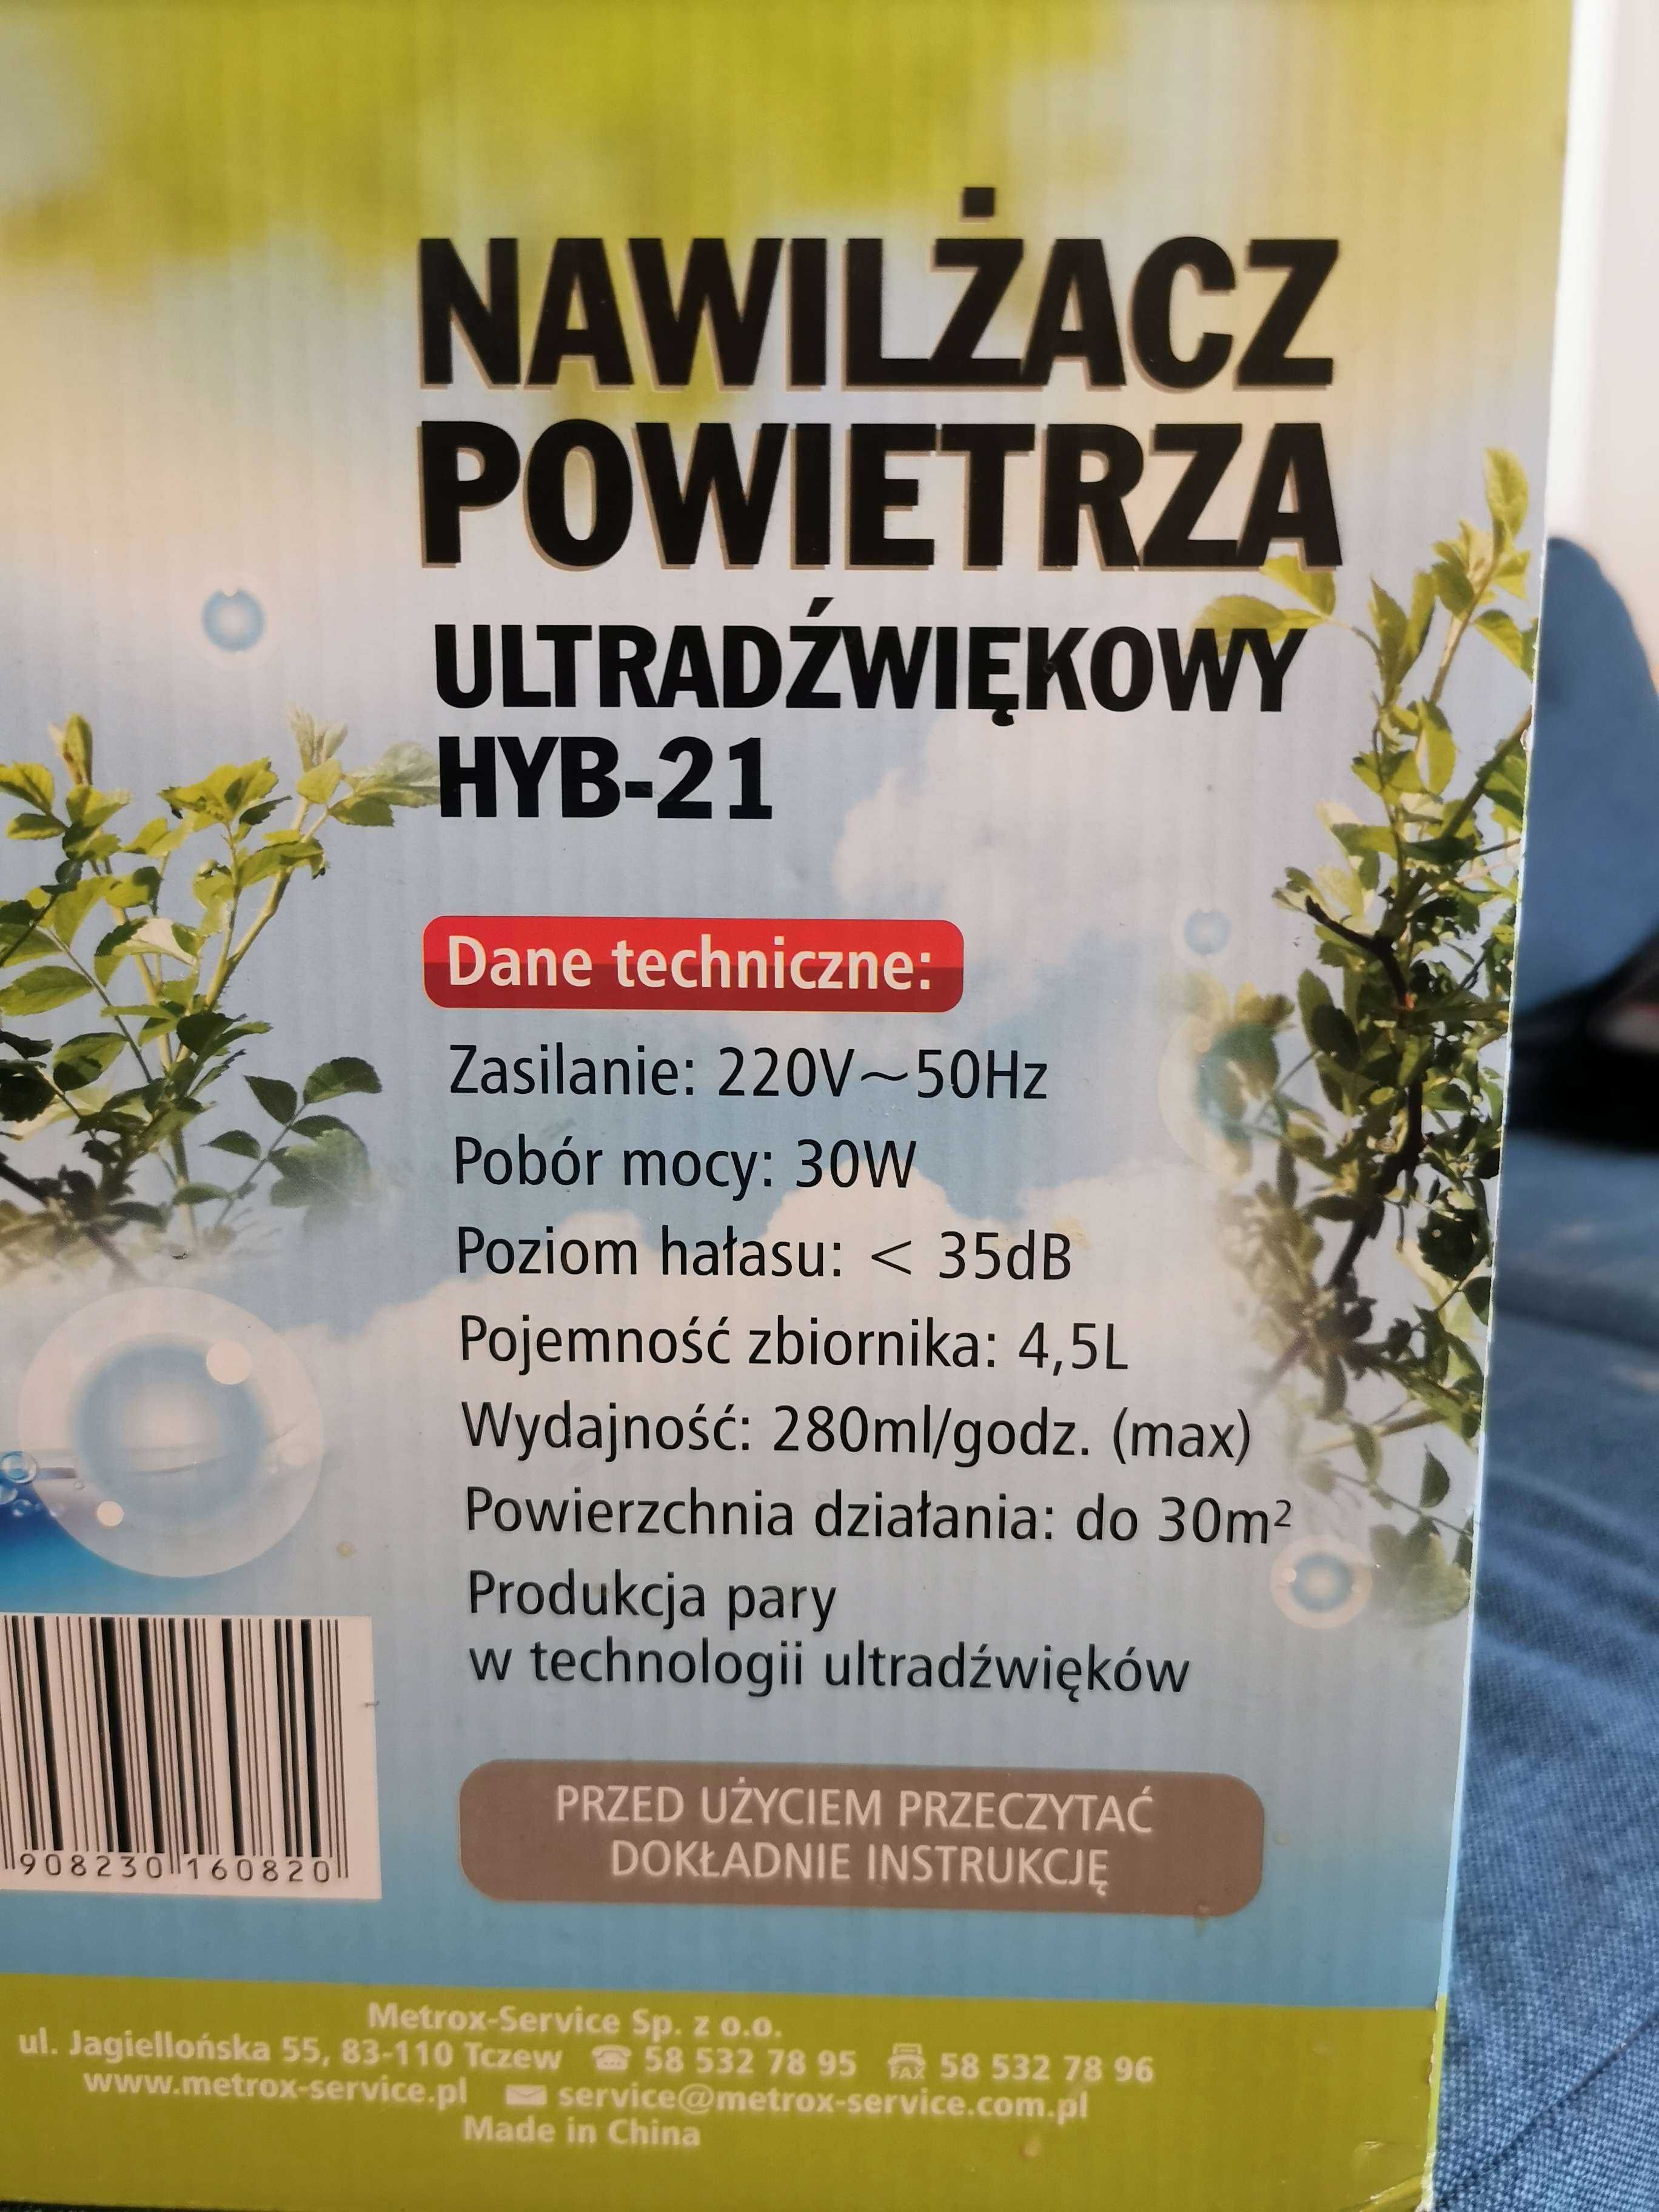 NAWILŻACZ
POWIETRZA
ULTRADŹWIĘKOWY
HYB-21
Dane techniczne:
Zasilanie: 220V~50Hz
Pobór mocy: 30W
Poziom hałasu: < 35dB
Pojemność zbiornika: 4,5L
Wydajność: 280ml/godz. (max)
Powierzchnia działania: do 30m²
Produkcja pary
w technologii ultradźwięków
PRZED UŻYCIEM PRZECZYTAĆ
DOKŁADNIE INSTRUKCJĘ
908230 160820
Metrox-Service Sp. z o.o.
ul. Jagiellońska 55, 83-110 Tczew ☎ 58 532 78 95 FAX 58 532 78 96
www.metrox-service.pl ✉ service@metrox-service.com.pl
Made in China